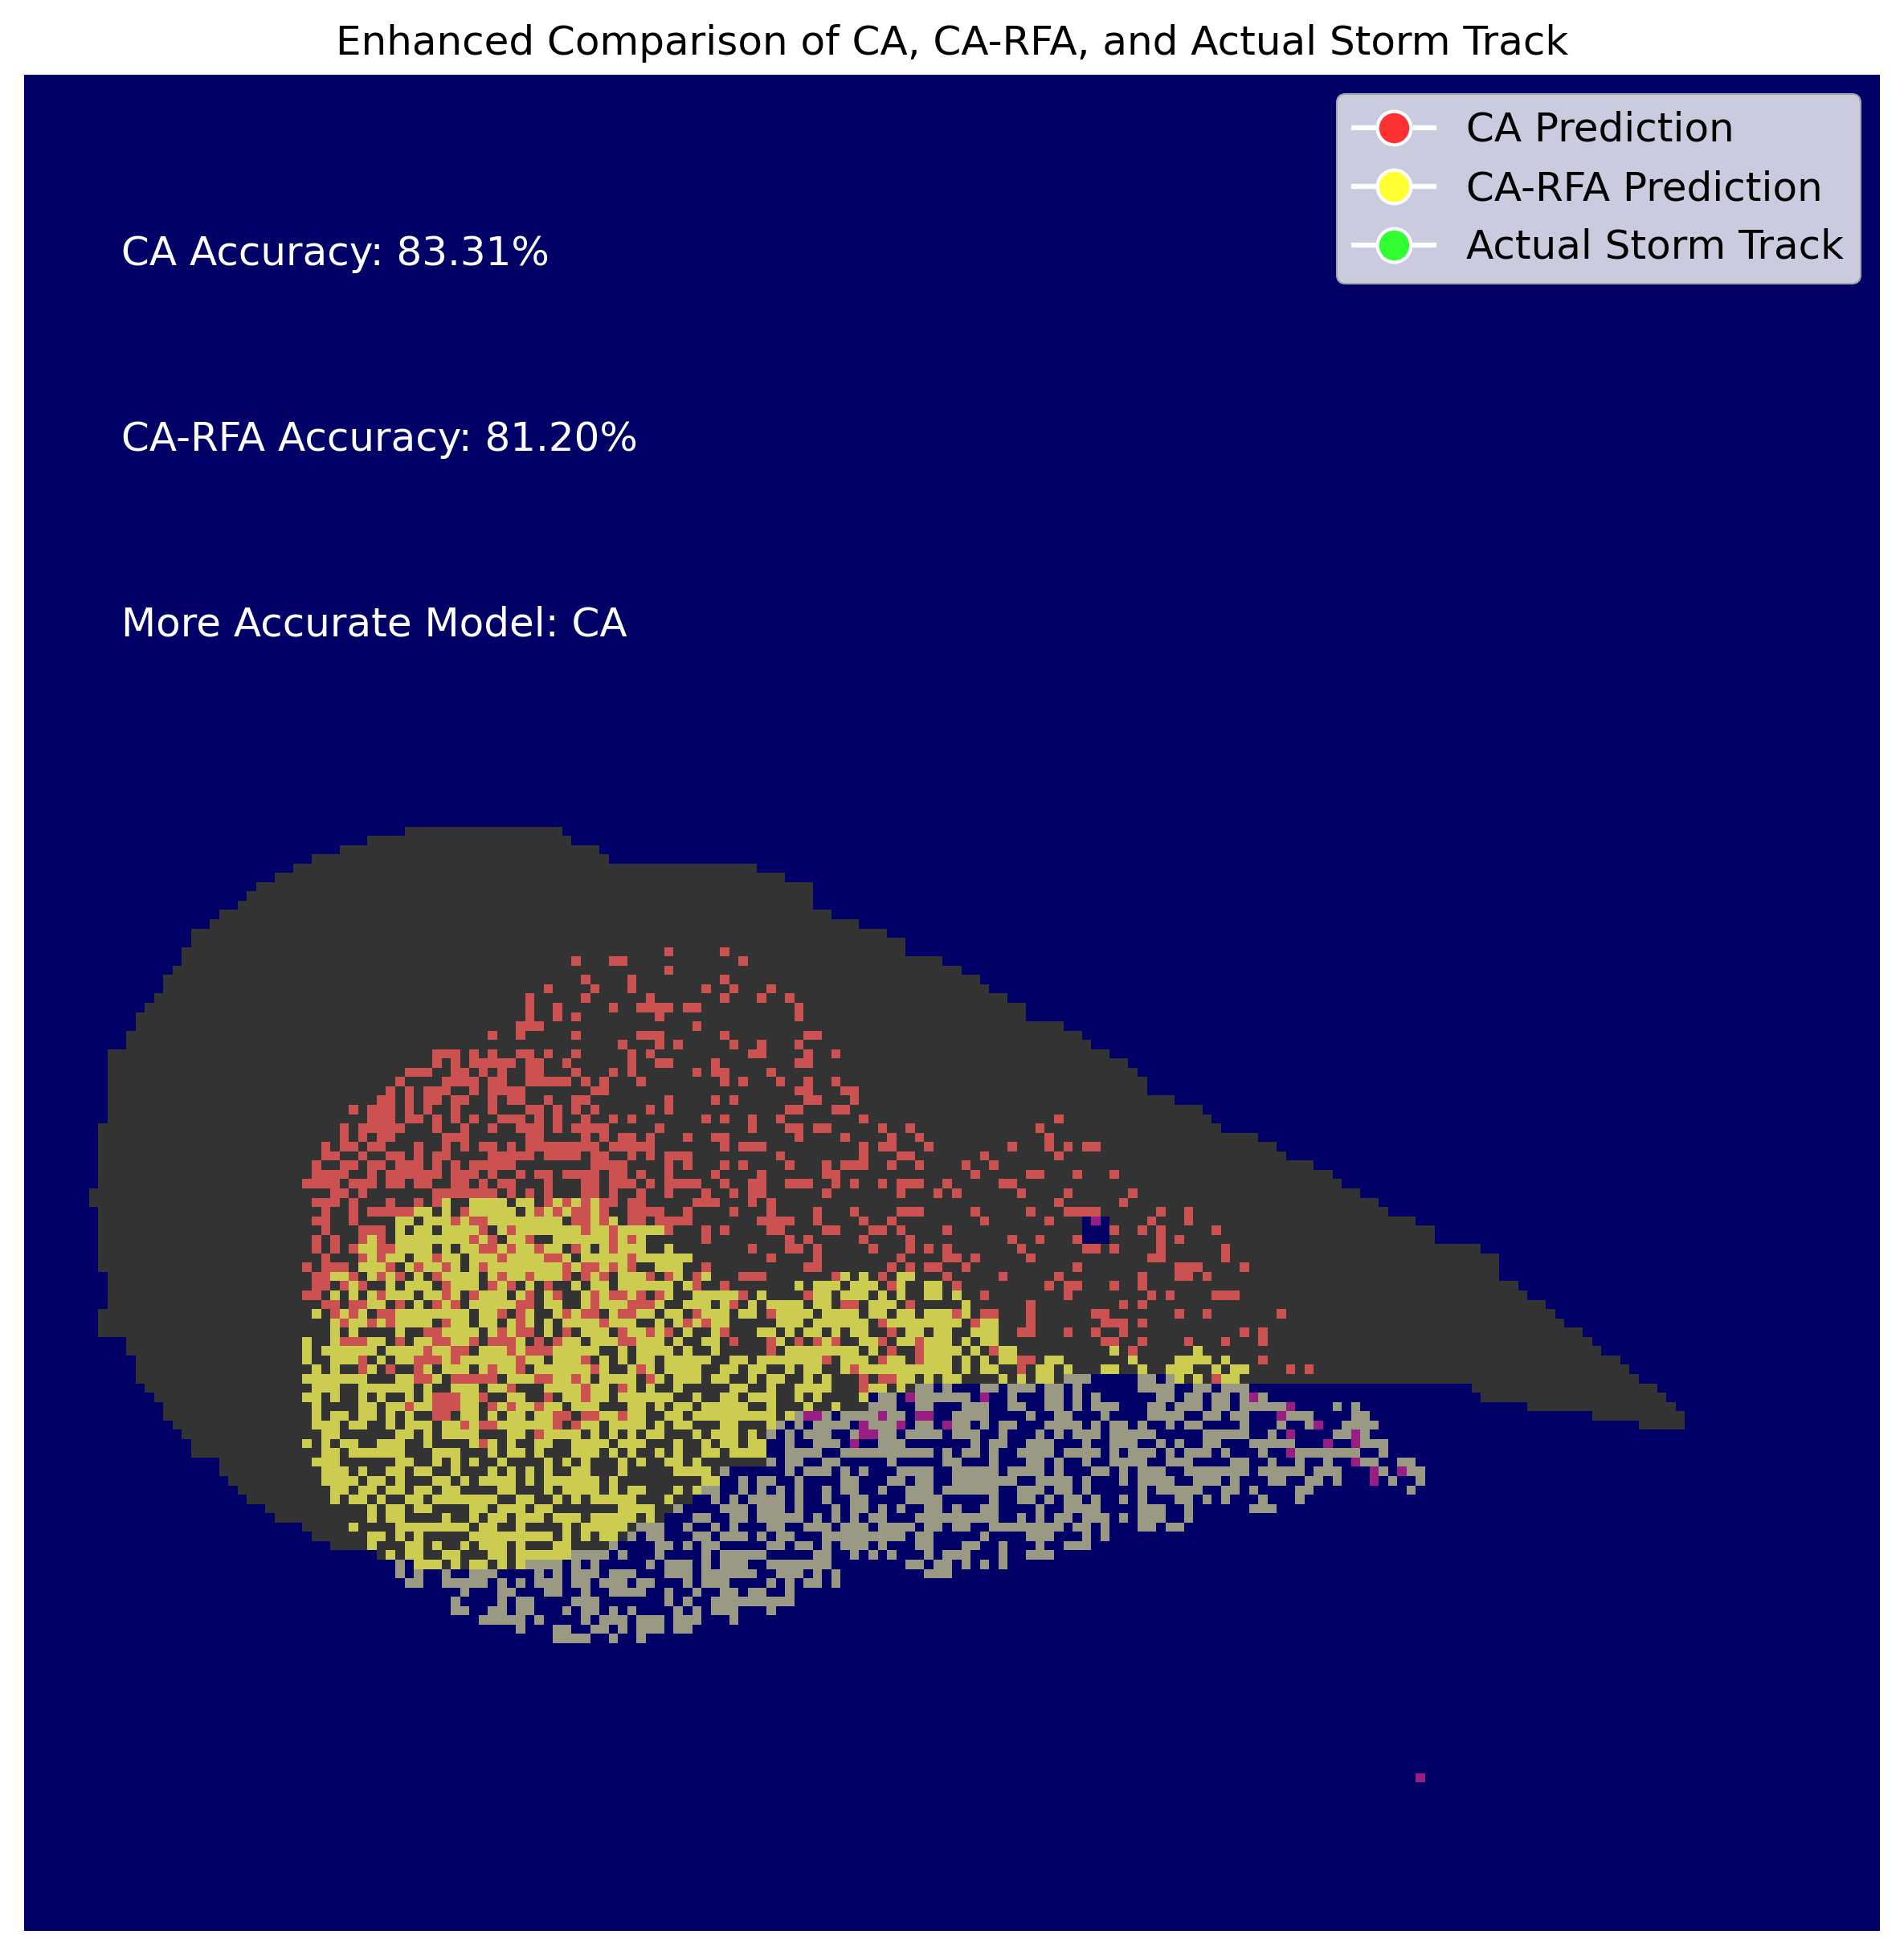 Enhanced Comparison of CA, CA-RFA, and Actual Storm Track
CA Prediction
CA-RFA Prediction
Actual Storm Track
CA Accuracy: 83.31%
CA-RFA Accuracy: 81.20%
More Accurate Model: CA